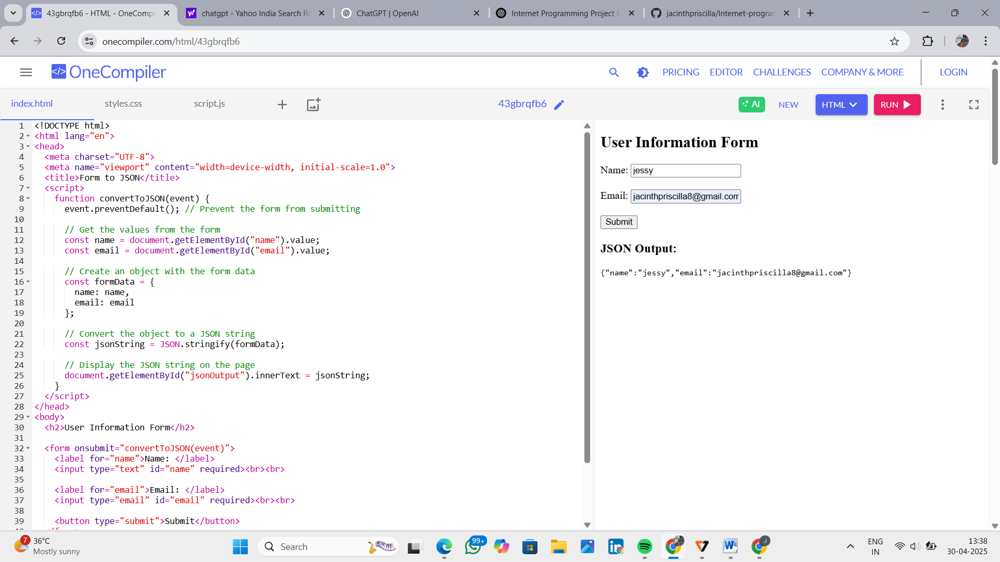 43gbrqfb6 - HTML - OneCompi
chatgpt - Yahoo India Search Re
ChatGPT | OpenAI
Internet Programming Project I
jacinthpriscilla/Internet-progran
onecompiler.com/html/43gbrqfb6
</> OneCompiler
PRICING
EDITOR
CHALLENGES
COMPANY & MORE
LOGIN
index.html
styles.css
script.js
43gbrqfb6
AI
NEW
HTML
RUN
1 <!DOCTYPE html>
2 <html lang="en">
3 <head>
4 <meta charset="UTF-8">
5 <meta name="viewport" content="width=device-width, initial-scale=1.0">
6 <title>Form to JSON</title>
7 <script>
8 function convertToJSON(event) {
9 event.preventDefault(); // Prevent the form from submitting
10
11 // Get the values from the form
12 const name = document.getElementById("name").value;
13 const email = document.getElementById("email").value;
14
15 // Create an object with the form data
16 const formData = {
17 name: name,
18 email: email
19 };
20
21 // Convert the object to a JSON string
22 const jsonString = JSON.stringify(formData);
23
24 // Display the JSON string on the page
25 document.getElementById("jsonOutput").innerText = jsonString;
26 }
27 </script>
28 </head>
29 <body>
30 <h2>User Information Form</h2>
31
32 <form onsubmit="convertToJSON(event)">
33 <label for="name">Name: </label>
34 <input type="text" id="name" required><br><br>
35
36 <label for="email">Email: </label>
37 <input type="email" id="email" required><br><br>
38
39 <button type="submit">Submit</button>
User Information Form
Name: jessy
Email: jacinthpriscilla8@gmail.com
Submit
JSON Output:
{"name":"jessy","email":"jacinthpriscilla8@gmail.com"}
7
36°C
Mostly sunny
Search
99+
J
ENG
IN
13:38
30-04-2025